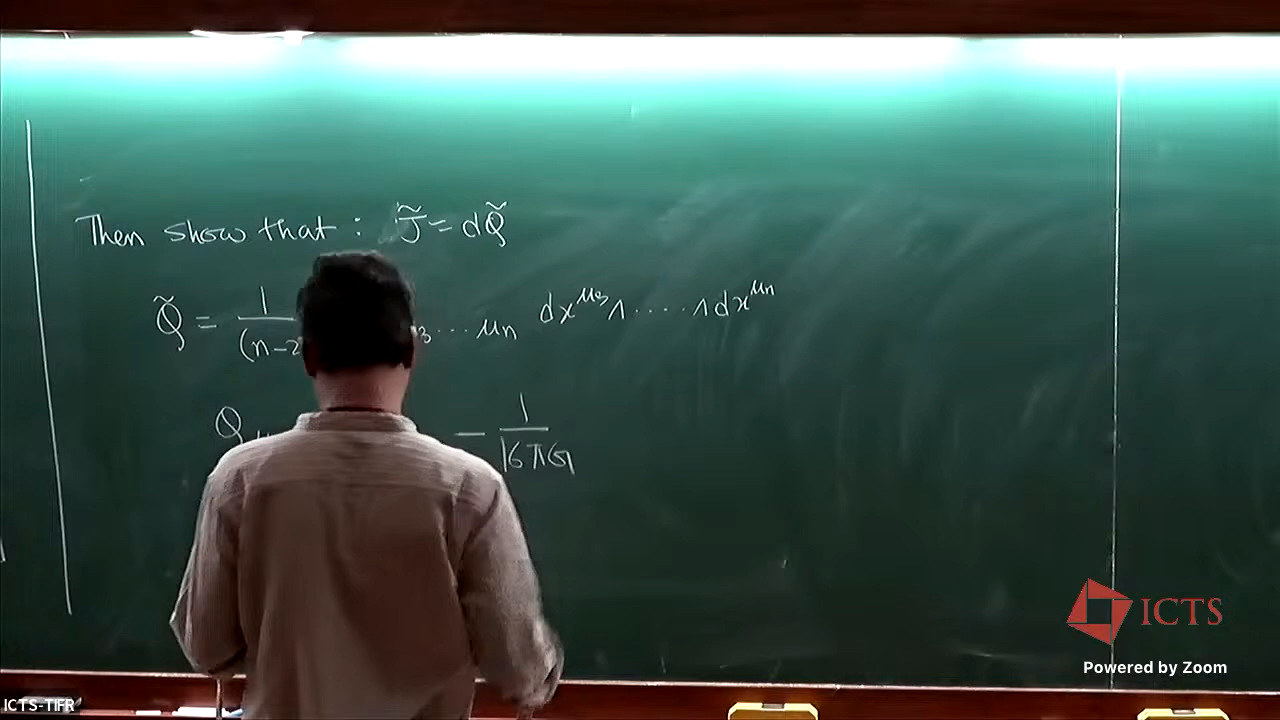 Then show that : J̃ = dQ̃
Q̃ = 1/(n-2 ... μn dx^μ3 ∧ ..... ∧ dx^μn
Q - 1/16πG
ICTS
Powered by Zoom
ICTS-TIFR